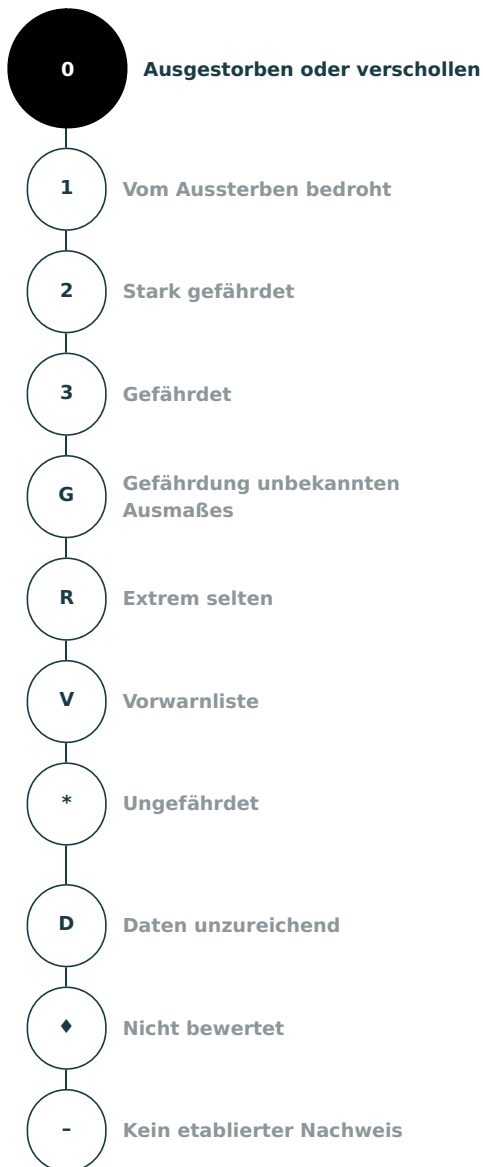 0 Ausgestorben oder verschollen
1 Vom Aussterben bedroht
2 Stark gefährdet
3 Gefährdet
G Gefährdung unbekannten
Ausmaßes
R Extrem selten
V Vorwarnliste
* Ungefährdet
D Daten unzureichend
♦ Nicht bewertet
– Kein etablierter Nachweis